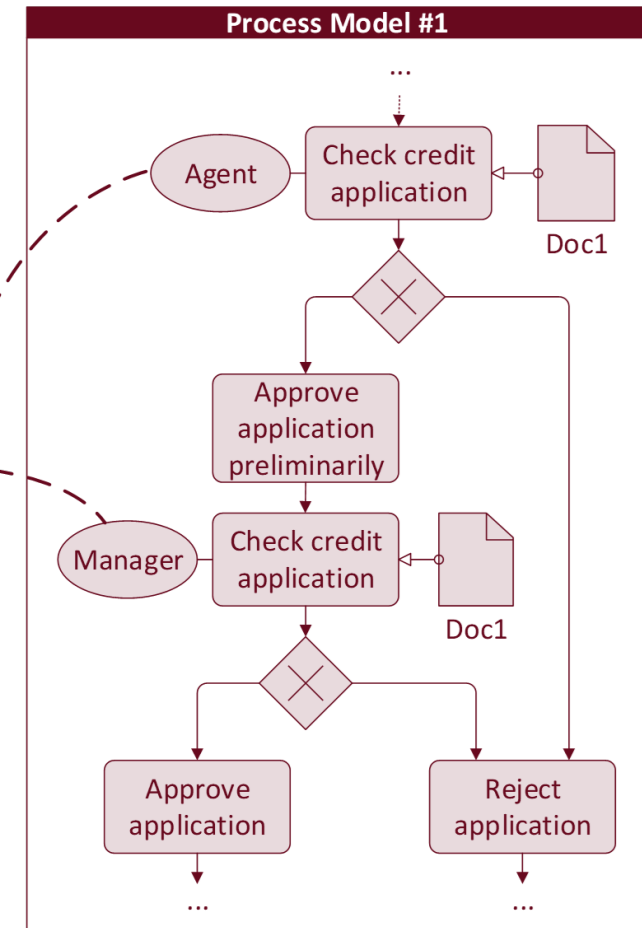 Process Model #1
...
Agent
Check credit
application
Doc1
Approve
application
preliminarily
Manager
Check credit
application
Doc1
Approve
application
Reject
application
...
...